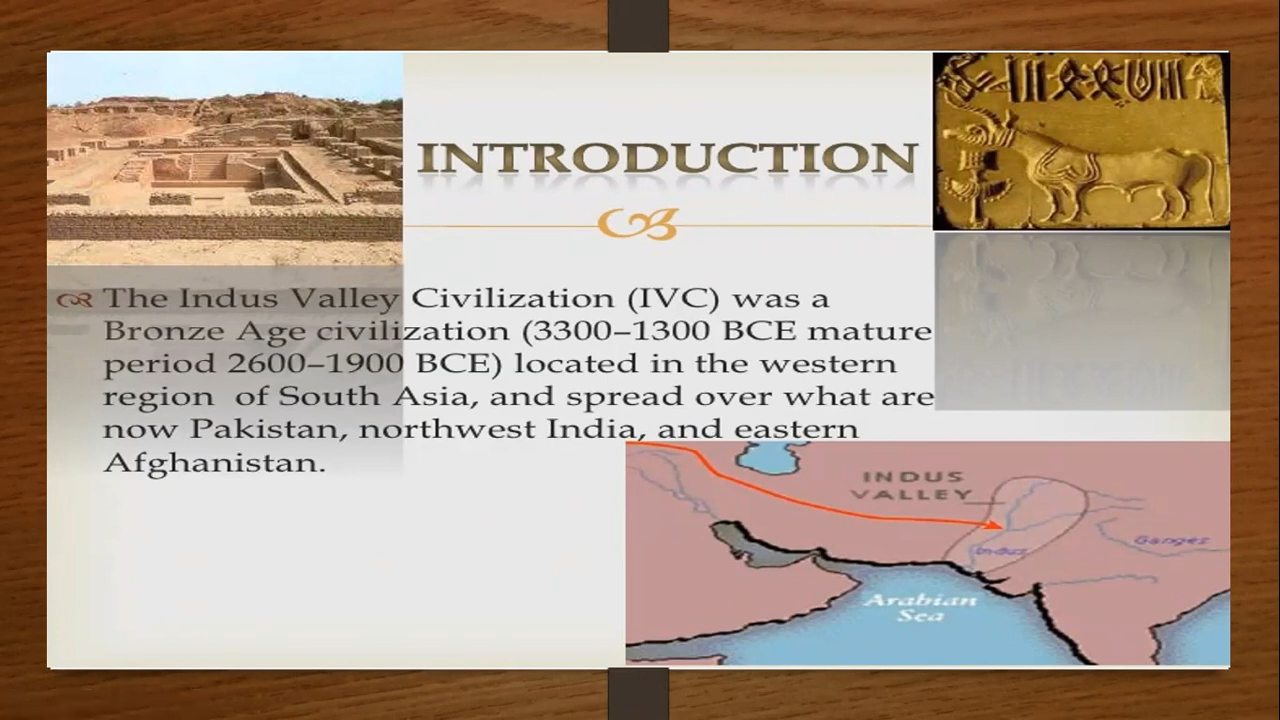 INTRODUCTION
The Indus Valley Civilization (IVC) was a
Bronze Age civilization (3300–1300 BCE mature
period 2600–1900 BCE) located in the western
region of South Asia, and spread over what are
now Pakistan, northwest India, and eastern
Afghanistan.
INDUS
VALLEY
Indus
Ganges
Arabian
Sea